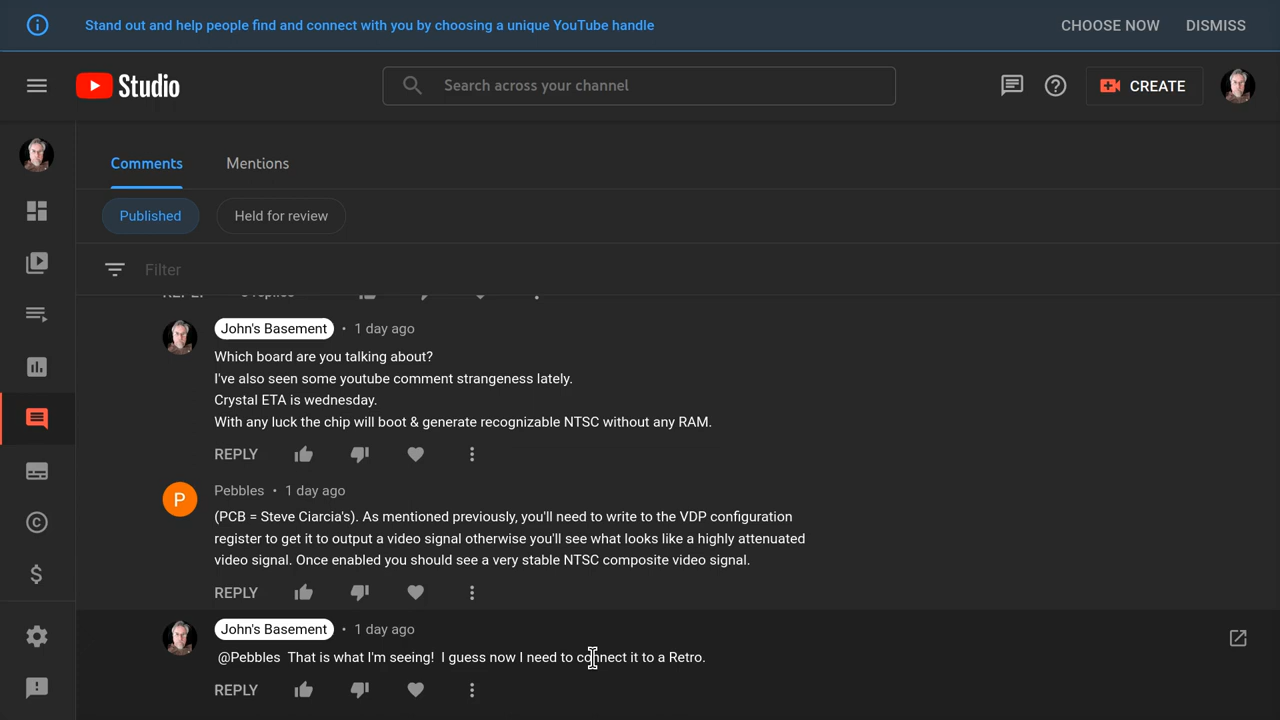 Stand out and help people find and connect with you by choosing a unique YouTube handle
CHOOSE NOW
DISMISS
Studio
Search across your channel
CREATE
Comments
Mentions
Published
Held for review
Filter
John's Basement • 1 day ago
Which board are you talking about?
I've also seen some youtube comment strangeness lately.
Crystal ETA is wednesday.
With any luck the chip will boot & generate recognizable NTSC without any RAM.
REPLY
P
Pebbles • 1 day ago
(PCB = Steve Ciarcia's). As mentioned previously, you'll need to write to the VDP configuration
register to get it to output a video signal otherwise you'll see what looks like a highly attenuated
video signal. Once enabled you should see a very stable NTSC composite video signal.
REPLY
John's Basement • 1 day ago
@Pebbles That is what I'm seeing! I guess now I need to connect it to a Retro.
REPLY